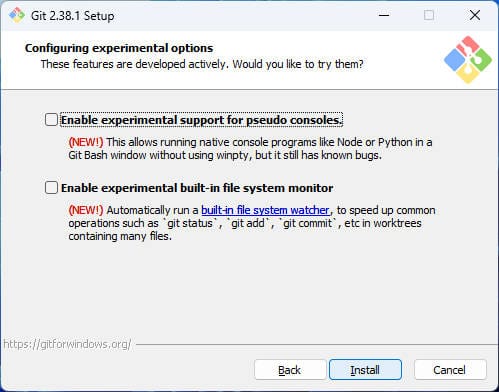 Git 2.38.1 Setup
Configuring experimental options
These features are developed actively. Would you like to try them?
Enable experimental support for pseudo consoles.
(NEW!) This allows running native console programs like Node or Python in a
Git Bash window without using winpty, but it still has known bugs.
Enable experimental built-in file system monitor
(NEW!) Automatically run a built-in file system watcher, to speed up common
operations such as `git status`, `git add`, `git commit`, etc in worktrees
containing many files.
https://gitforwindows.org/
Back
Install
Cancel